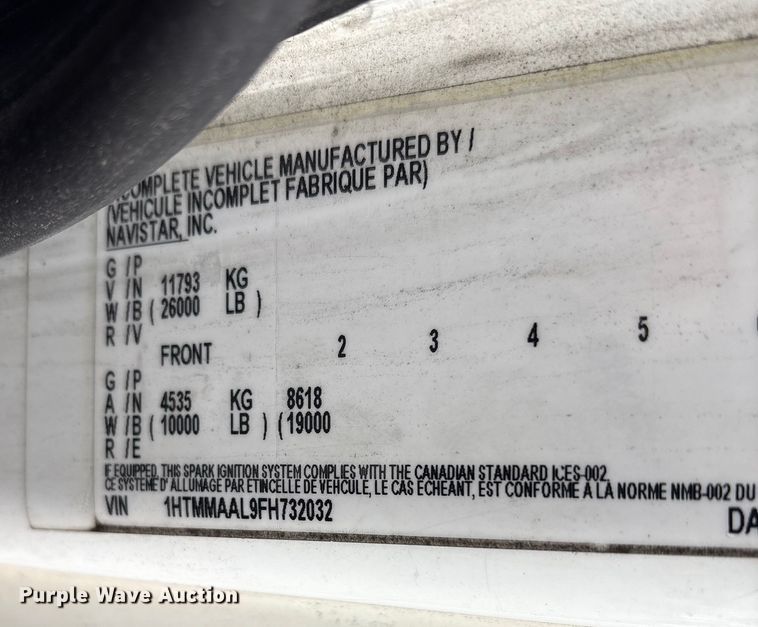 COMPLETE VEHICLE MANUFACTURED BY /
(VEHICULE INCOMPLET FABRIQUE PAR)
NAVISTAR, INC.
G /P
V /N 11793 KG
W /B ( 26000 LB )
R /V
FRONT 2 3 4 5
G /P
A /N 4535 KG 8618
W /B ( 10000 LB ) ( 19000
R /E
IF EQUIPPED, THIS SPARK IGNITION SYSTEM COMPLIES WITH THE CANADIAN STANDARD ICES-002
CE SYSTEME D' ALLUMAGE PAR ETINCELLE DE VEHCULE, LE CAS ECHEANT, EST CONFORME A LA NORME NMB-002 DU
VIN 1HTMMAAL9FH732032
DA
Purple Wave Auction